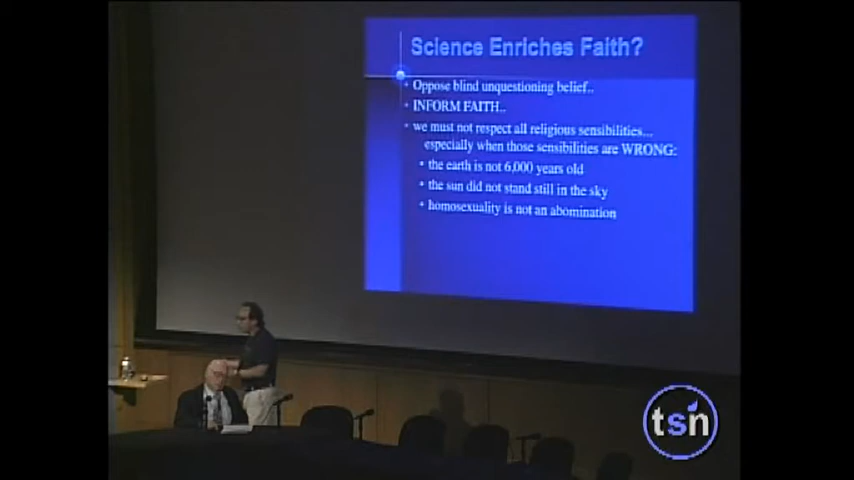 Science Enriches Faith?
• Oppose blind unquestioning belief..
• INFORM FAITH..
• we must not respect all religious sensibilities...
especially when those sensibilities are WRONG:
• the earth is not 6,000 years old
• the sun did not stand still in the sky
• homosexuality is not an abomination
tsn